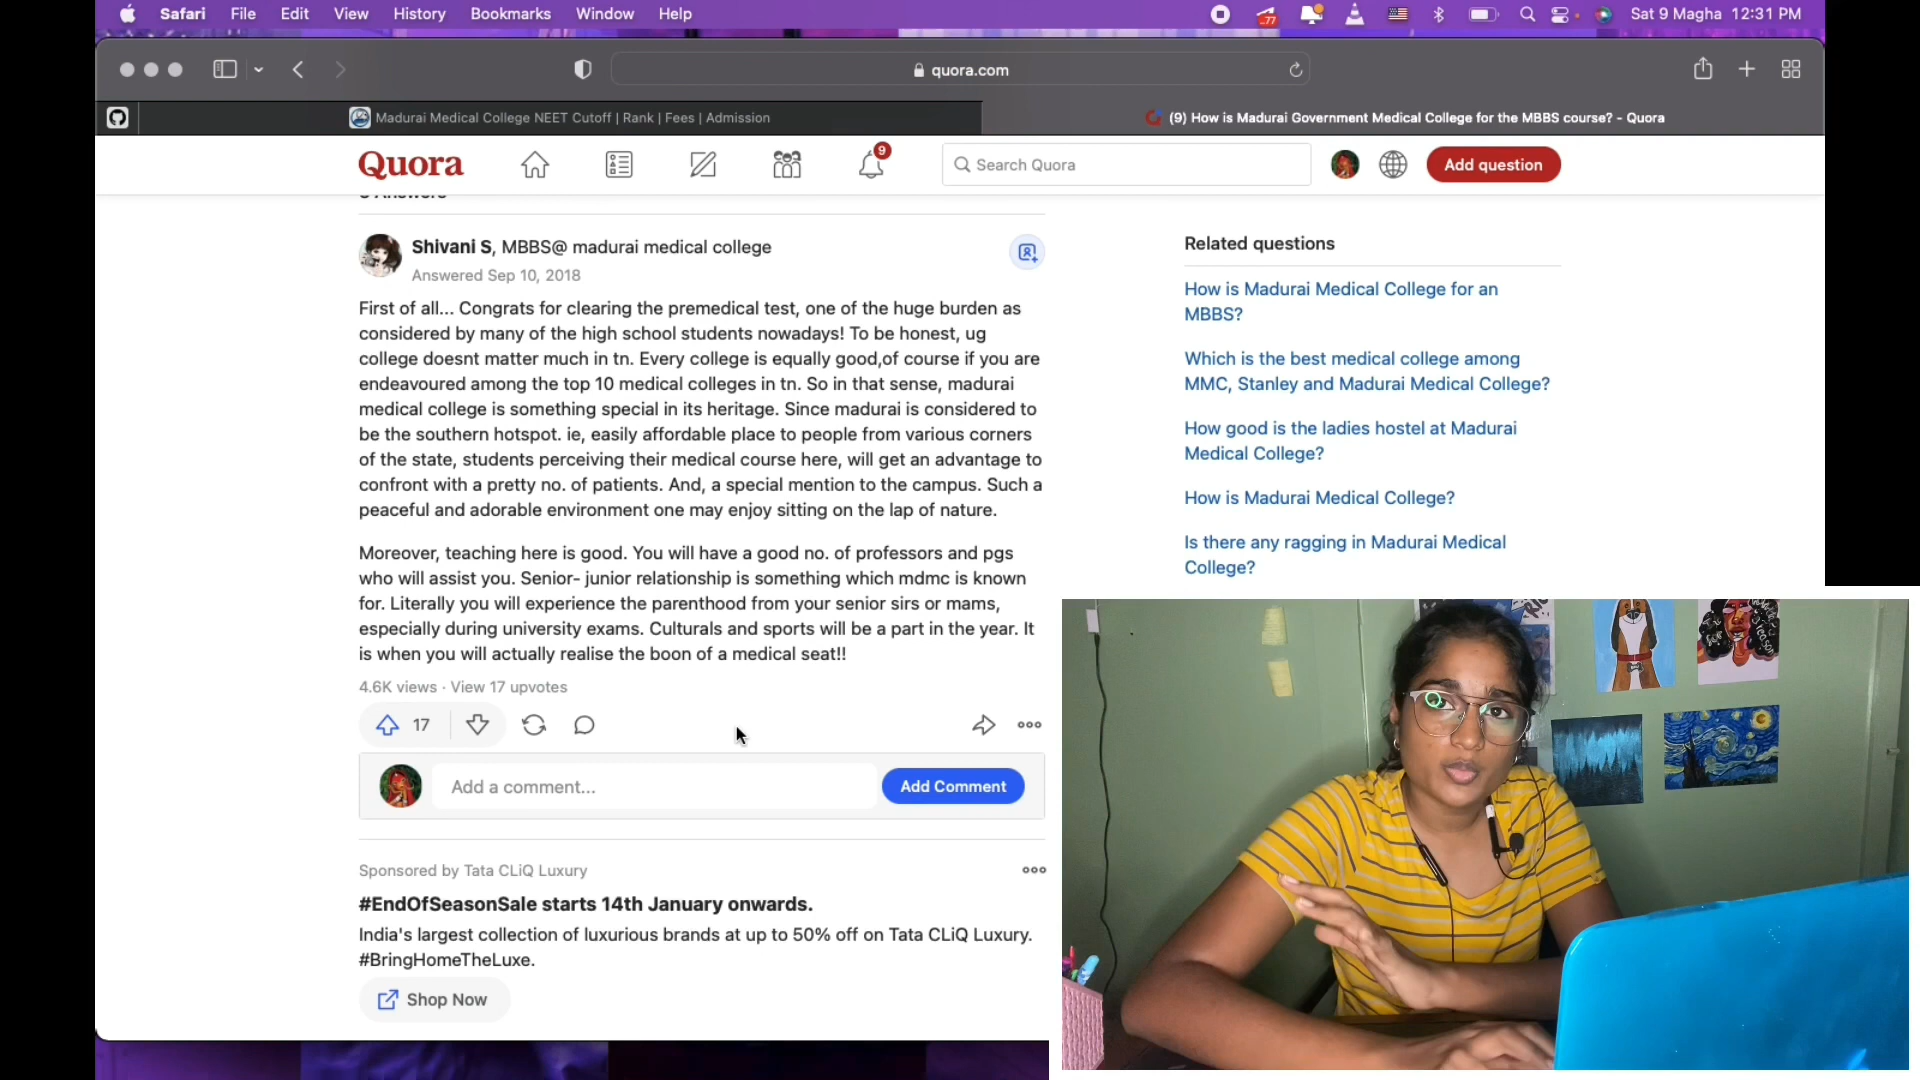 Safari File Edit View History Bookmarks Window Help
77
Sat 9 Magha 12:31 PM
quora.com
Madurai Medical College NEET Cutoff | Rank | Fees | Admission
(9) How is Madurai Government Medical College for the MBBS course? - Quora
Quora
9
Search Quora
Add question
Shivani S, MBBS@ madurai medical college
Answered Sep 10, 2018
First of all... Congrats for clearing the premedical test, one of the huge burden as
considered by many of the high school students nowadays! To be honest, ug
college doesnt matter much in tn. Every college is equally good,of course if you are
endeavoured among the top 10 medical colleges in tn. So in that sense, madurai
medical college is something special in its heritage. Since madurai is considered to
be the southern hotspot. ie, easily affordable place to people from various corners
of the state, students perceiving their medical course here, will get an advantage to
confront with a pretty no. of patients. And, a special mention to the campus. Such a
peaceful and adorable environment one may enjoy sitting on the lap of nature.
Moreover, teaching here is good. You will have a good no. of professors and pgs
who will assist you. Senior- junior relationship is something which mdmc is known
for. Literally you will experience the parenthood from your senior sirs or mams,
especially during university exams. Culturals and sports will be a part in the year. It
is when you will actually realise the boon of a medical seat!!
4.6K views · View 17 upvotes
17
Add a comment...
Add Comment
Sponsored by Tata CLiQ Luxury
#EndOfSeasonSale starts 14th January onwards.
India's largest collection of luxurious brands at up to 50% off on Tata CLiQ Luxury.
#BringHomeTheLuxe.
Shop Now
Related questions
How is Madurai Medical College for an
MBBS?
Which is the best medical college among
MMC, Stanley and Madurai Medical College?
How good is the ladies hostel at Madurai
Medical College?
How is Madurai Medical College?
Is there any ragging in Madurai Medical
College?